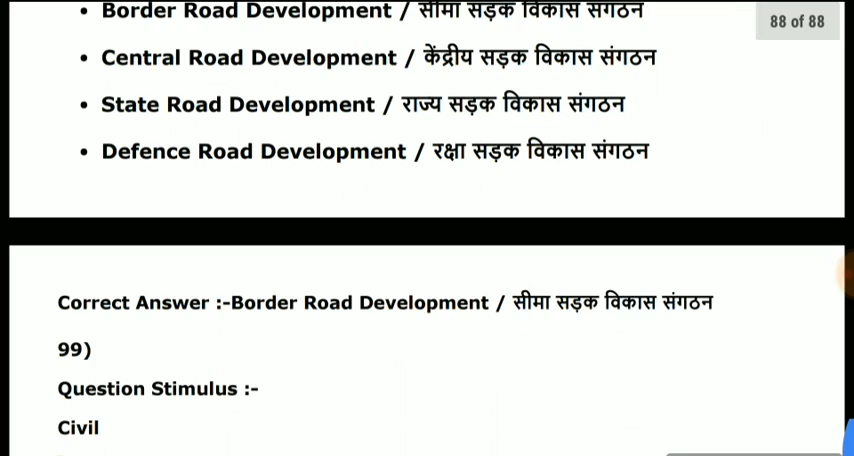 • Border Road Development / सीमा सड़क विकास संगठन
88 of 88
• Central Road Development / केंद्रीय सड़क विकास संगठन
• State Road Development / राज्य सड़क विकास संगठन
• Defence Road Development / रक्षा सड़क विकास संगठन
Correct Answer :-Border Road Development / सीमा सड़क विकास संगठन
99)
Question Stimulus :-
Civil